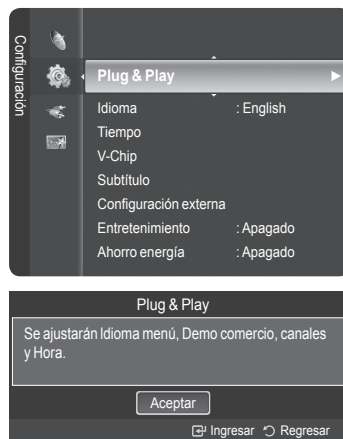 Configuración
Plug & Play
Idioma : English
Tiempo
V-Chip
Subtítulo
Configuración externa
Entretenimiento : Apagado
Ahorro energía : Apagado
Plug & Play
Se ajustarán Idioma menú, Demo comercio, canales
y Hora.
Aceptar
Ingresar Regresar